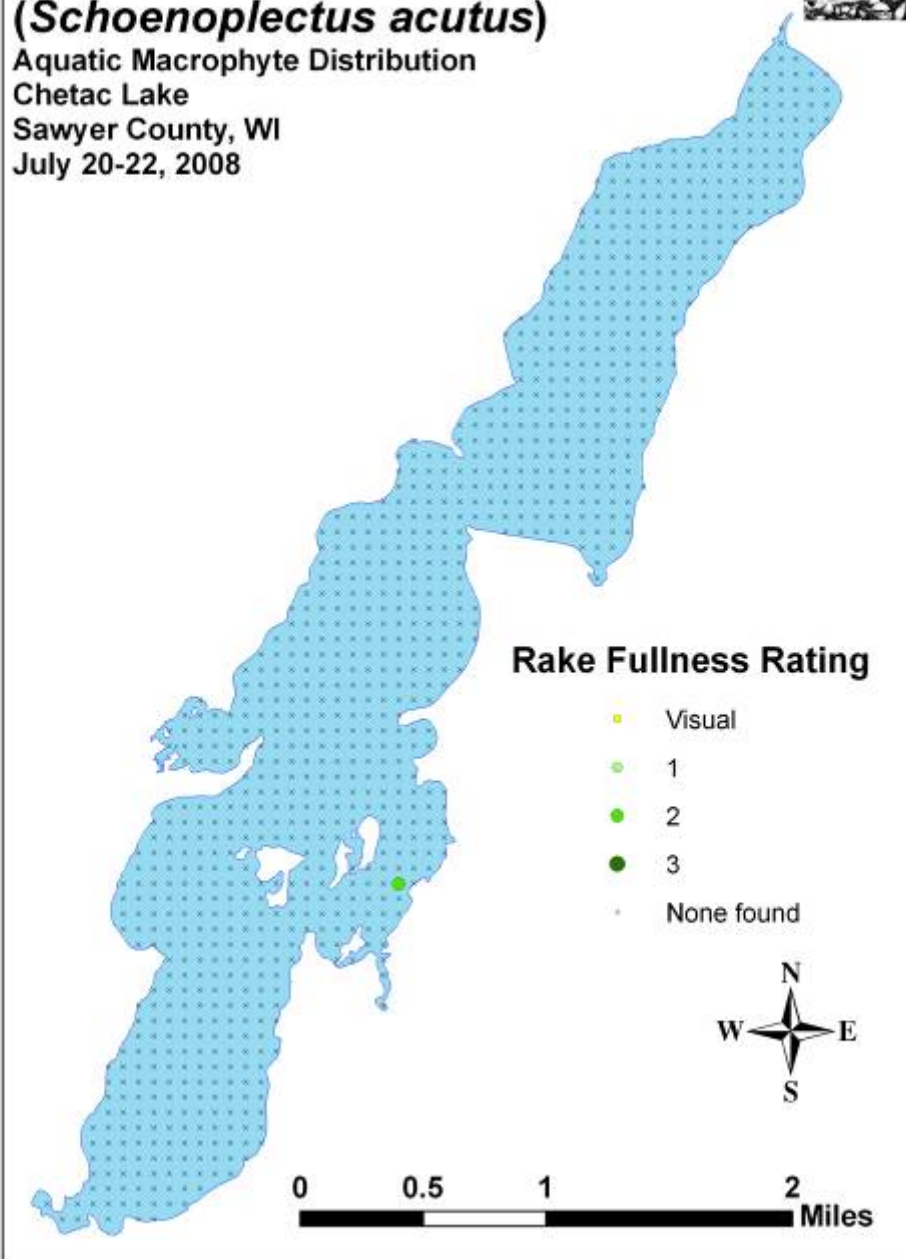 (Schoenoplectus acutus)
Aquatic Macrophyte Distribution
Chetac Lake
Sawyer County, WI
July 20-22, 2008
Rake Fullness Rating
Visual
1
2
3
None found
N
W E
S
0 0.5 1 2
Miles